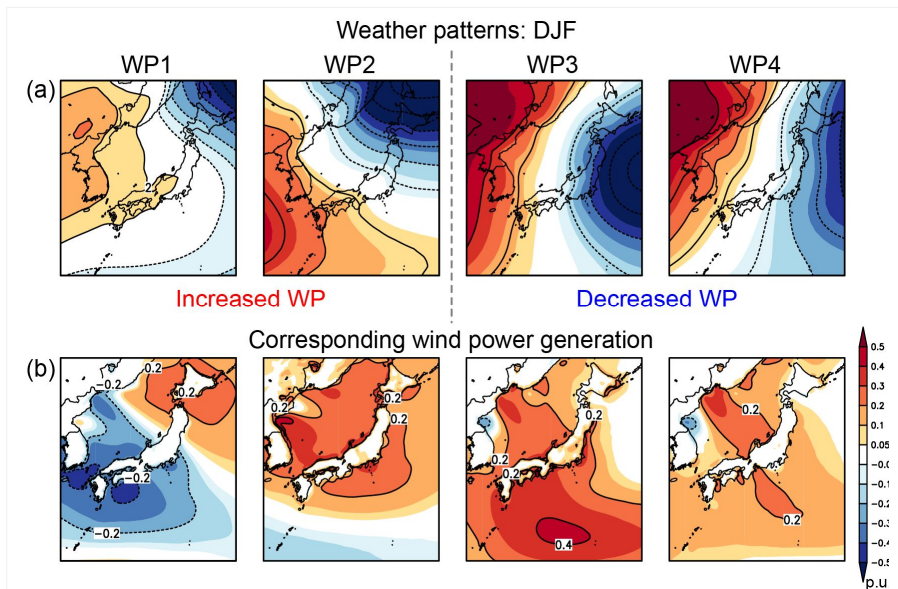 Weather patterns: DJF
WP1 WP2 WP3 WP4
(a)
2
Increased WP Decreased WP
Corresponding wind power generation
(b)
−0.2 0.2 0.2 −0.2 −0.2
0.2 0.2 0.2
0.2 0.2 0.2 0.4
0.2 0.2
0.5
0.4
0.3
0.2
0.1
0.05
−0.0
−0.1
−0.2
−0.3
−0.4
−0.5
p.u